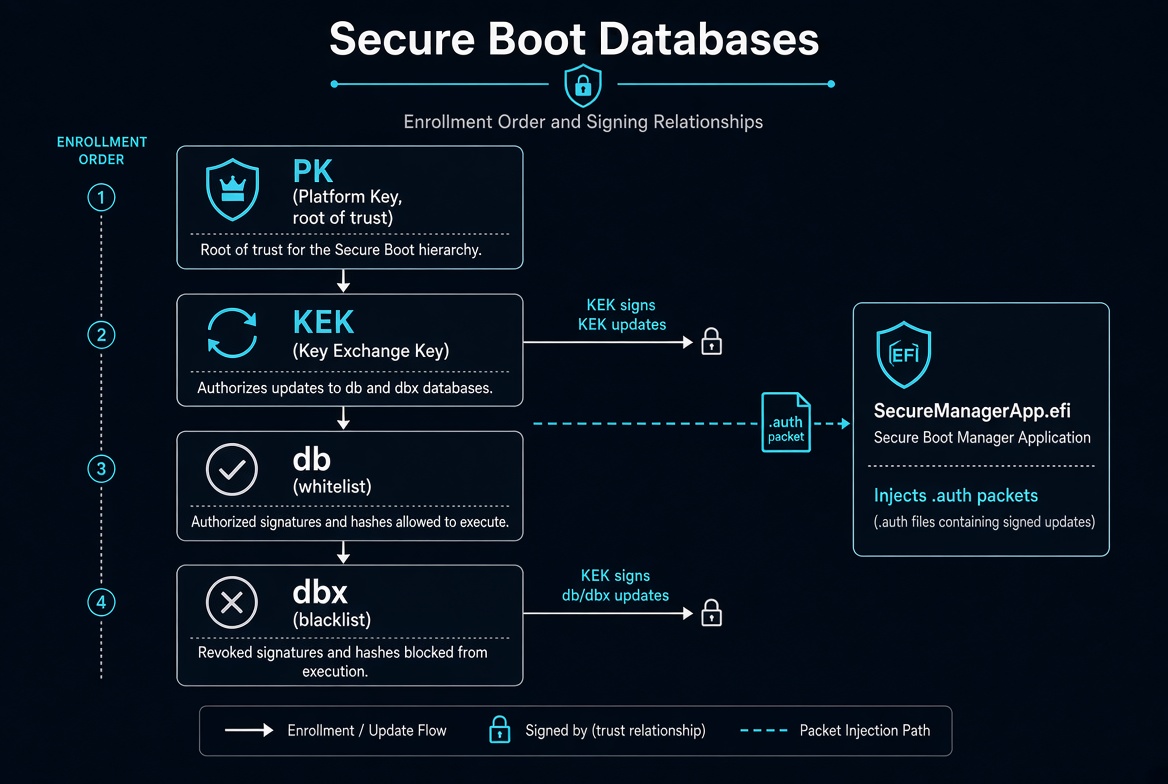 Secure Boot Databases
Enrollment Order and Signing Relationships
ENROLLMENT
ORDER
1
PK
(Platform Key,
root of trust)
Root of trust for the Secure Boot hierarchy.
2
KEK
(Key Exchange Key)
Authorizes updates to db and dbx databases.
KEK signs
KEK updates
3
db
(whitelist)
Authorized signatures and hashes allowed to execute.
4
dbx
(blacklist)
Revoked signatures and hashes blocked from
execution.
KEK signs
db/dbx updates
.auth
packet
EFI
SecureManagerApp.efi
Secure Boot Manager Application
Injects .auth packets
(.auth files containing signed updates)
Enrollment / Update Flow
Signed by (trust relationship)
Packet Injection Path